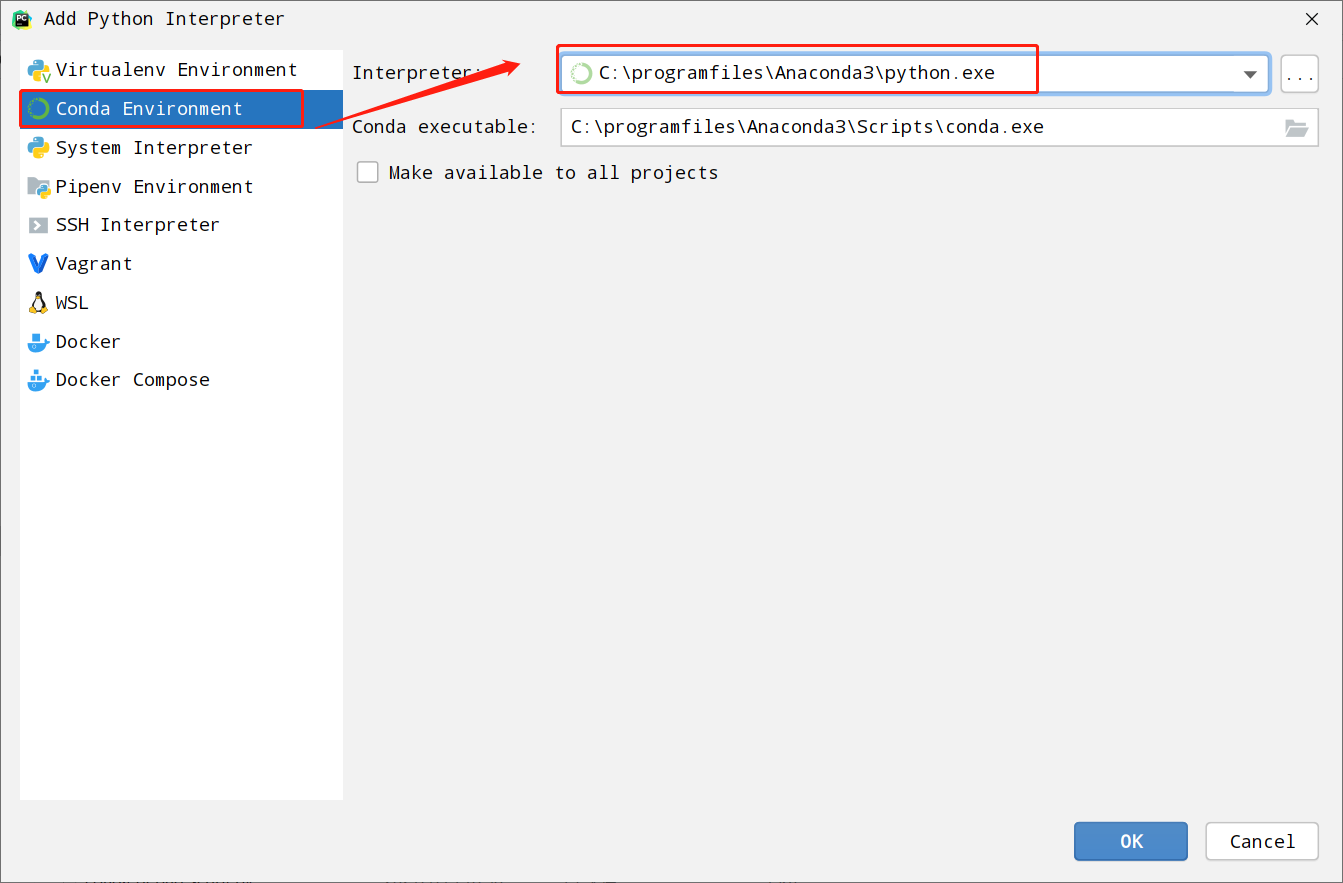 Add Python Interpreter
Virtualenv Environment
Conda Environment
System Interpreter
Pipenv Environment
SSH Interpreter
Vagrant
WSL
Docker
Docker Compose
Interpreter: C:\programfiles\Anaconda3\python.exe ...
Conda executable: C:\programfiles\Anaconda3\Scripts\conda.exe
Make available to all projects
OK Cancel